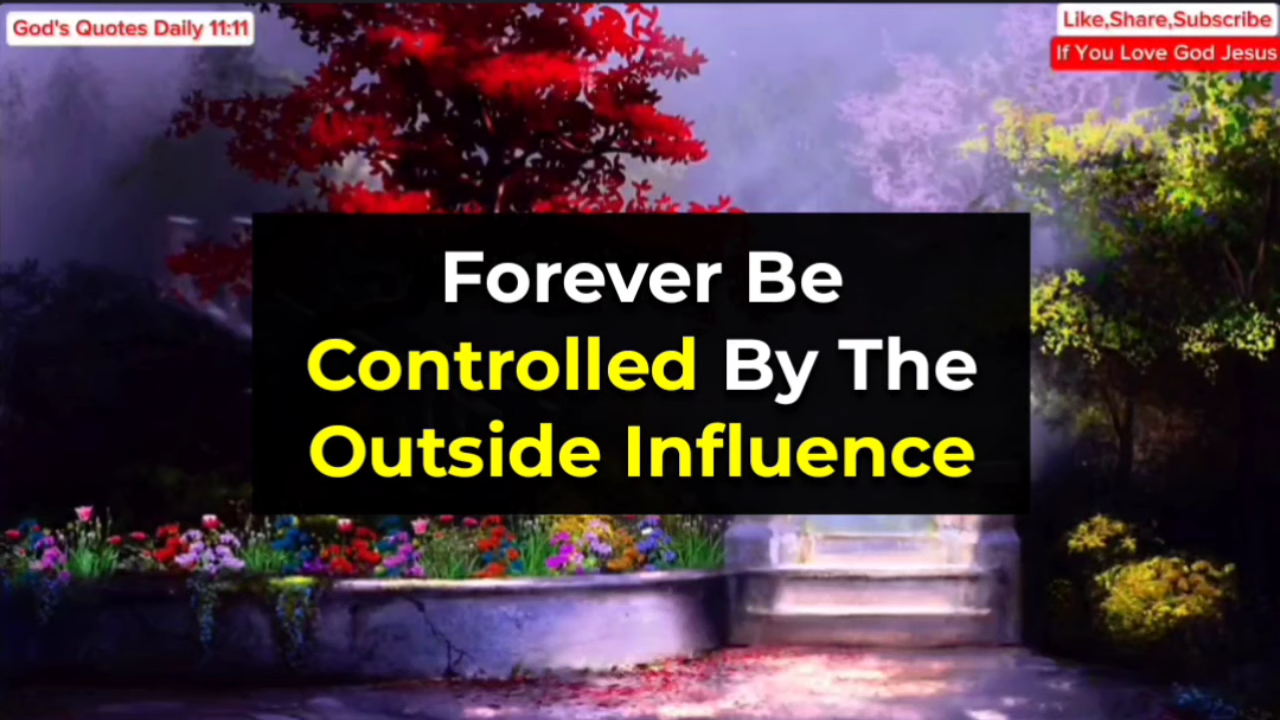 God's Quotes Daily 11:11
Like,Share,Subscribe
If You Love God Jesus
Forever Be
Controlled By The
Outside Influence